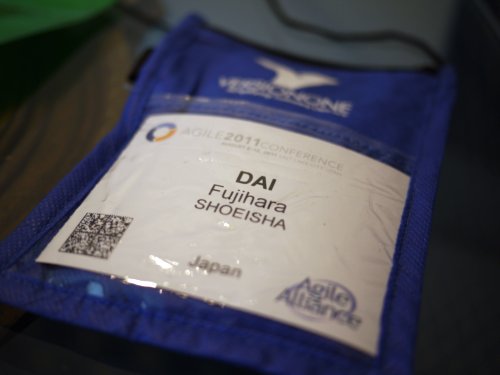 VERSIONONE
AGILE2011CONFERENCE
DAI
Fujihara
SHOEISHA
Japan
Agile
Alliance